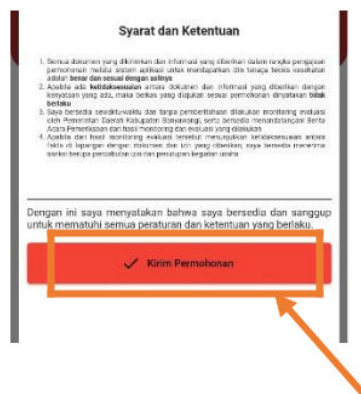 Syarat dan Ketentuan
1. Semua dokumen yang dikirimkan dan informasi yang diberikan dalam rangka pengajuan
permohonan melalui sistem aplikasi untuk mendapatkan izin tenaga teknis kesehatan
adalah benar dan sesuai dengan aslinya
2. Apabila ada ketidaksesuaian antara dokumen dan informasi yang diberikan dengan
kenyataan yang ada, maka berkas yang diajukan sesuai permohonan dinyatakan tidak
berlaku
3. Saya bersedia sewaktu-waktu dan tanpa pemberitahuan dilakukan monitoring evaluasi
oleh Pemerintah Daerah Kabupaten Banyuwangi, serta bersedia menandatangani Berita
Acara Pemeriksaan dari hasil monitoring dan evaluasi yang dilakukan
4. Apabila dari hasil monitoring evaluasi tersebut menunjukkan ketidaksesuaian antara
fakta di lapangan dengan dokumen dan izin yang diberikan, saya bersedia menerima
sanksi berupa pencabutan izin dan penutupan kegiatan usaha
Dengan ini saya menyatakan bahwa saya bersedia dan sanggup
untuk mematuhi semua peraturan dan ketentuan yang berlaku.
Kirim Permohonan